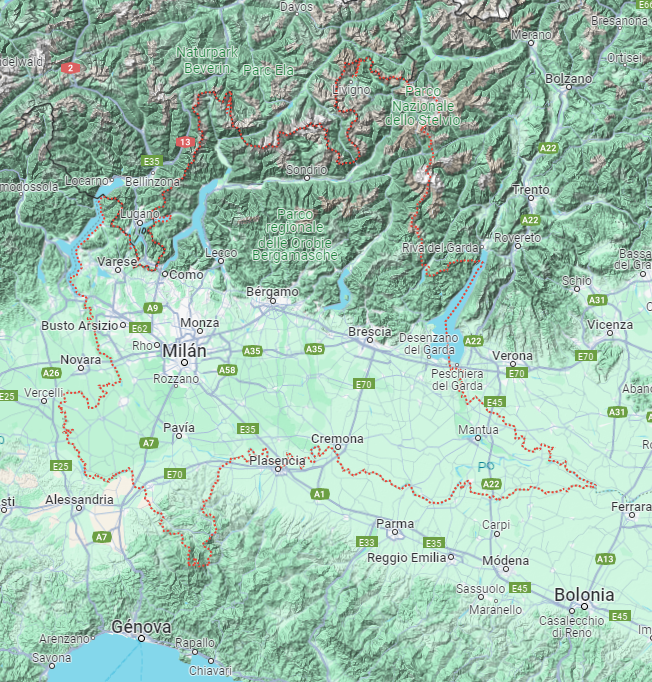 Davos
E66
Bresanona
Merano
Naturpark
Beverin
Parc Ela
2
Ortisei
Bolzano
Livigno
Parco
Nazionale
dello Stelvio
13
A22
E35
Sondrio
Locarno
Bellinzona
modossola
Trento
Lugano
Parco
regionale
delle Orobie
Bergamasche
A22
Riva del Garda
Rovereto
Lecco
Varese
Como
Schio
Bergamo
A31
A9
Busto Arsizio
E62
Monza
Vicenza
Brescia
Desenzano
del Garda
A22
Rho
Milán
A35
A35
Verona
E70
Novara
A58
Peschiera
del Garda
E70
A26
Rozzano
E70
Vercelli
E25
E45
A31
Pavía
E35
Mantua
A7
Cremona
Plasencia
E25
E70
PO
A22
Alessandria
A1
Ferrara
Parma
Carpi
A7
E33
E35
Reggio Emilia
Módena
A13
E45
Sassuolo
Bolonia
Maranello
E45
Génova
Casalecchio
di Reno
Arenzano
Rapallo
Savona
Chiavari